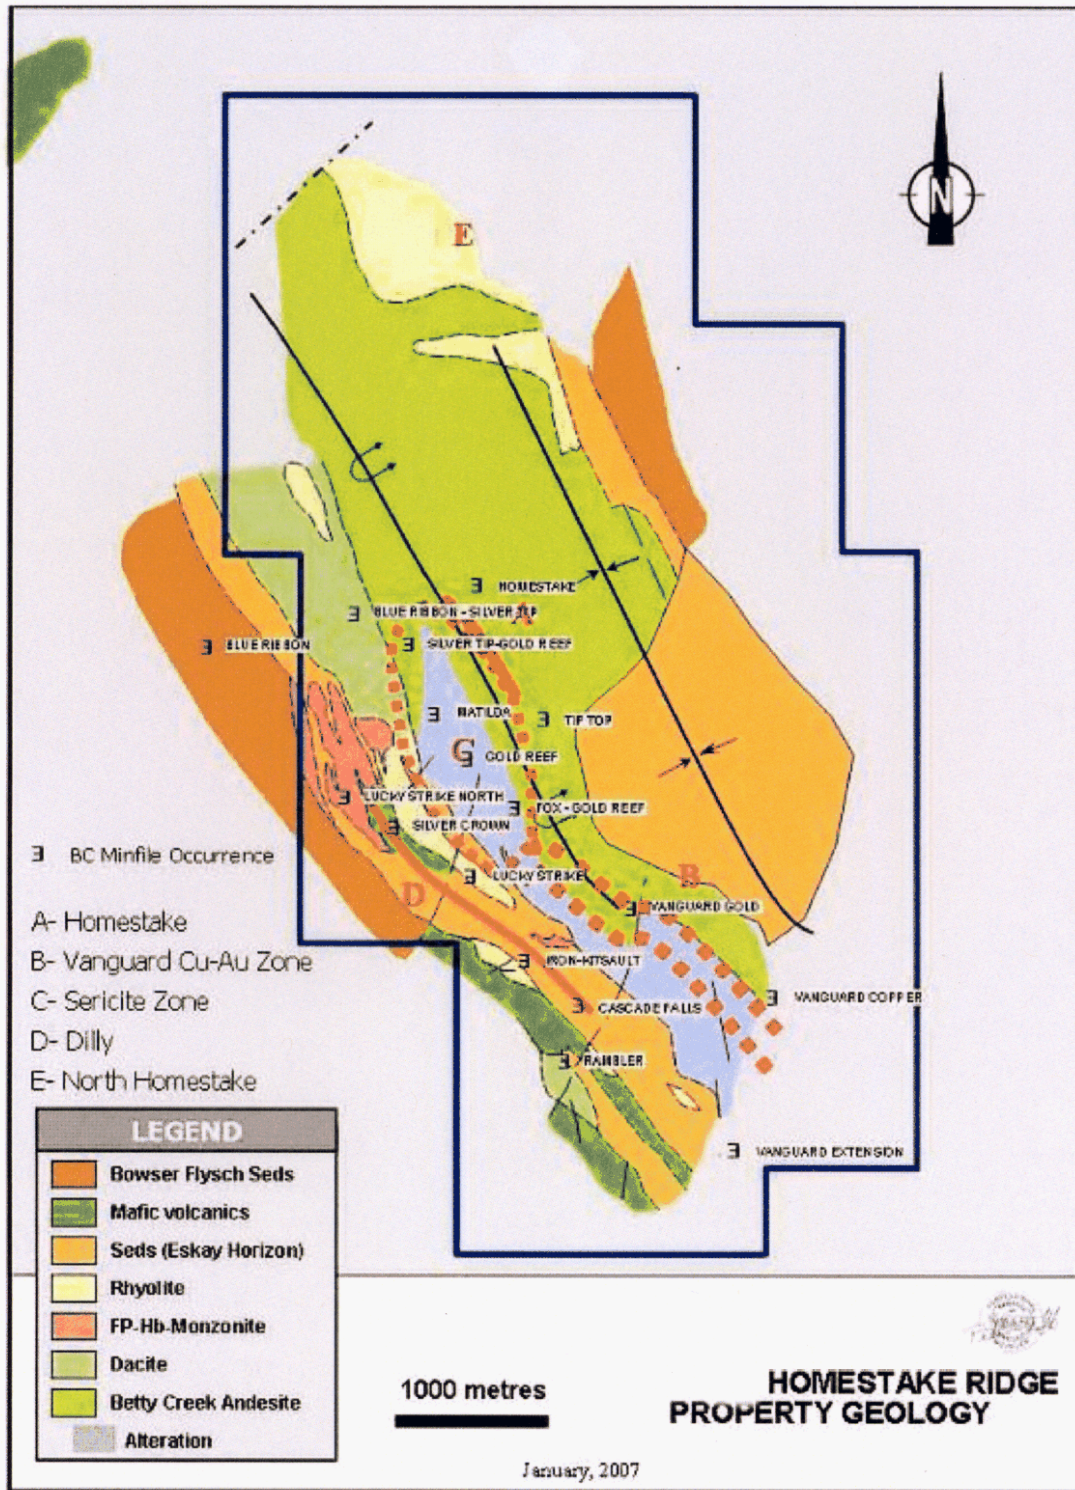 E
N
HOMESTAKE
BLUE RIBBON - SILVER TIP
A
BLUE RIBBON
SILVER TIP-GOLD REEF
MATILDA
TIP TOP
C
GOLD REEF
LUCKY STRIKE NORTH
FOX - GOLD REEF
SILVER CROWN
LUCKY STRIKE
B
D
VANGUARD GOLD
IRON-KITSAULT
VANGUARD COPPER
CASCADE FALLS
RAMBLER
VANGUARD EXTENSION
BC Minfile Occurrence
A- Homestake
B- Vanguard Cu-Au Zone
C- Sericite Zone
D- Dilly
E- North Homestake
LEGEND
Bowser Flysch Seds
Mafic volcanics
Seds (Eskay Horizon)
Rhyolite
FP-Hb-Monzonite
Dacite
Betty Creek Andesite
Alteration
1000 metres
HOMESTAKE RIDGE
PROPERTY GEOLOGY
January, 2007